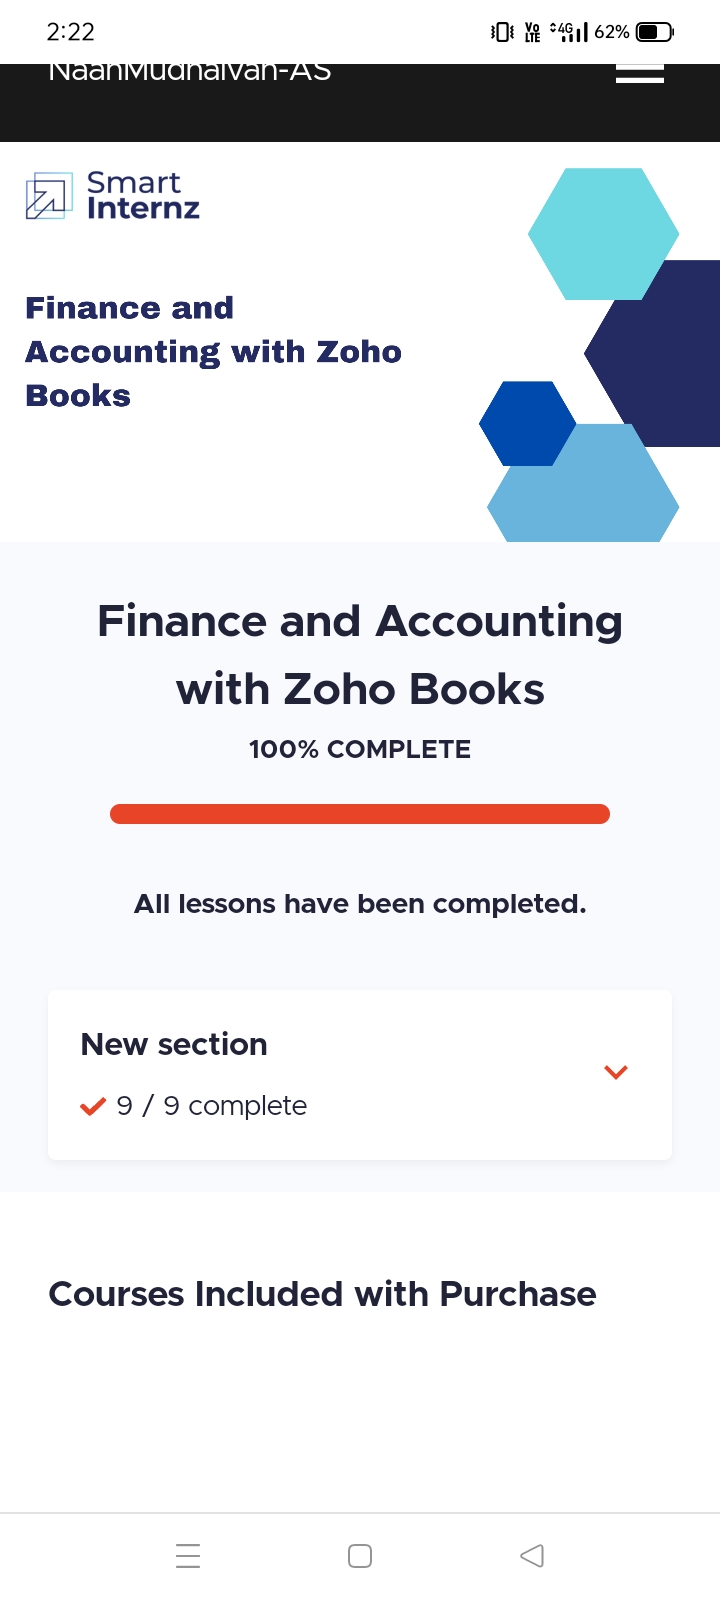 2:22
Vo LTE 4G 62%
NaanMudhalvan-AS
Smart
Internz
Finance and
Accounting with Zoho
Books
Finance and Accounting
with Zoho Books
100% COMPLETE
All lessons have been completed.
New section
9 / 9 complete
Courses Included with Purchase